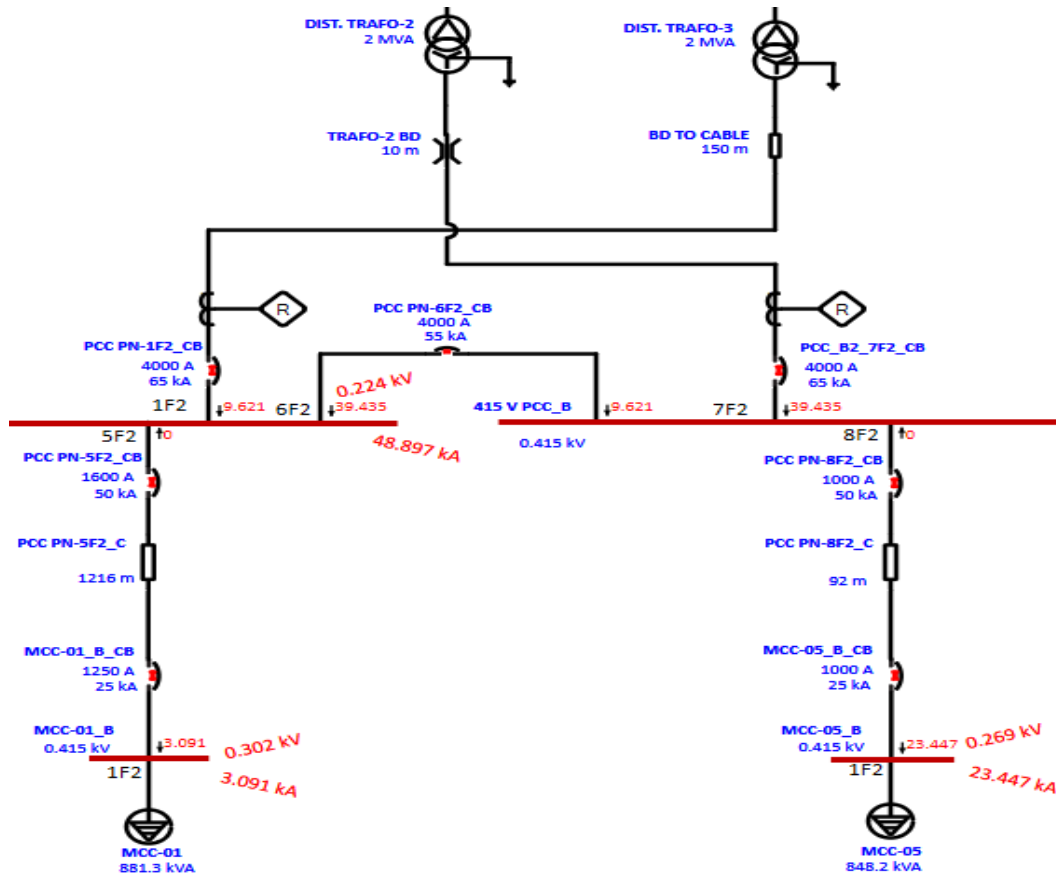 DIST. TRAFO-2
2 MVA
DIST. TRAFO-3
2 MVA
TRAFO-2 BD
10 m
BD TO CABLE
150 m
R
R
PCC PN-6F2_CB
4000 A
55 kA
PCC PN-1F2_CB
4000 A
65 kA
PCC_B2_7F2_CB
4000 A
65 kA
0.224 kV
1F2
9.621
6F2
39.435
415 V PCC_B
9.621
7F2
39.435
48.897 kA
0.415 kV
5F2
0
8F2
0
PCC PN-5F2_CB
1600 A
50 kA
PCC PN-8F2_CB
1000 A
50 kA
PCC PN-5F2_C
1216 m
PCC PN-8F2_C
92 m
MCC-01_B_CB
1250 A
25 kA
MCC-05_B_CB
1000 A
25 kA
MCC-01_B
0.415 kV
3.091
0.302 kV
MCC-05_B
0.415 kV
23.447
0.269 kV
1F2
3.091 kA
1F2
23.447 kA
MCC-01
881.3 kVA
MCC-05
848.2 kVA